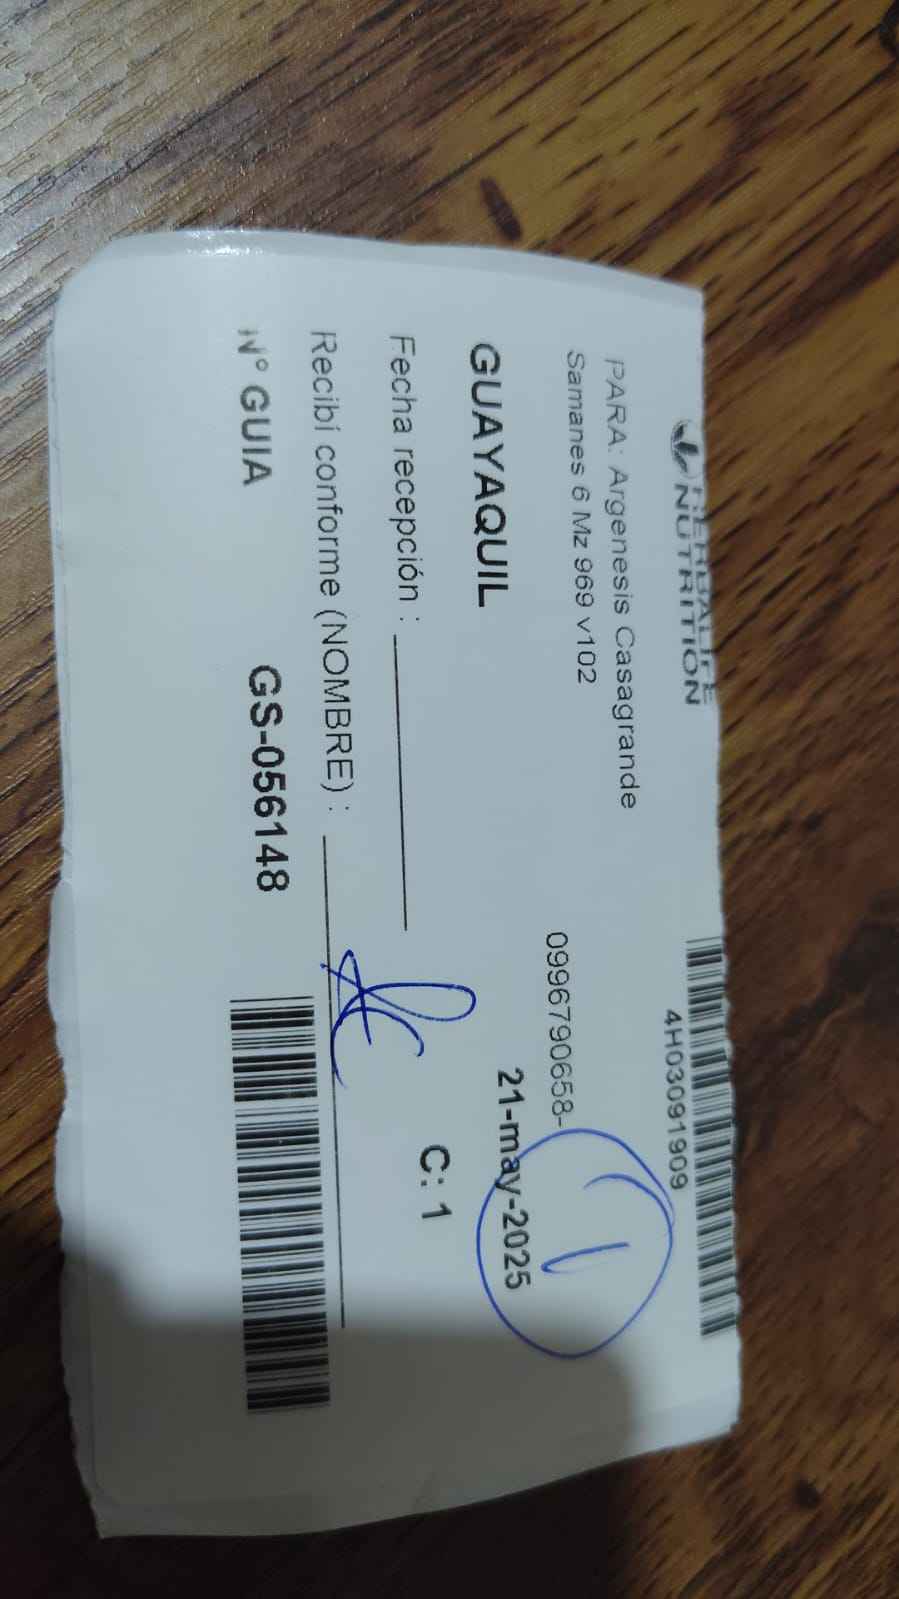 HERBALIFE
NUTRITION
4H03091909
PARA: Argenesis Casagrande
Samanes 6 Mz 969 v102
0996790658-
1
GUAYAQUIL
21-may-2025
Fecha recepción :
C: 1
Recibí conforme (NOMBRE) :
N° GUIA
GS-056148